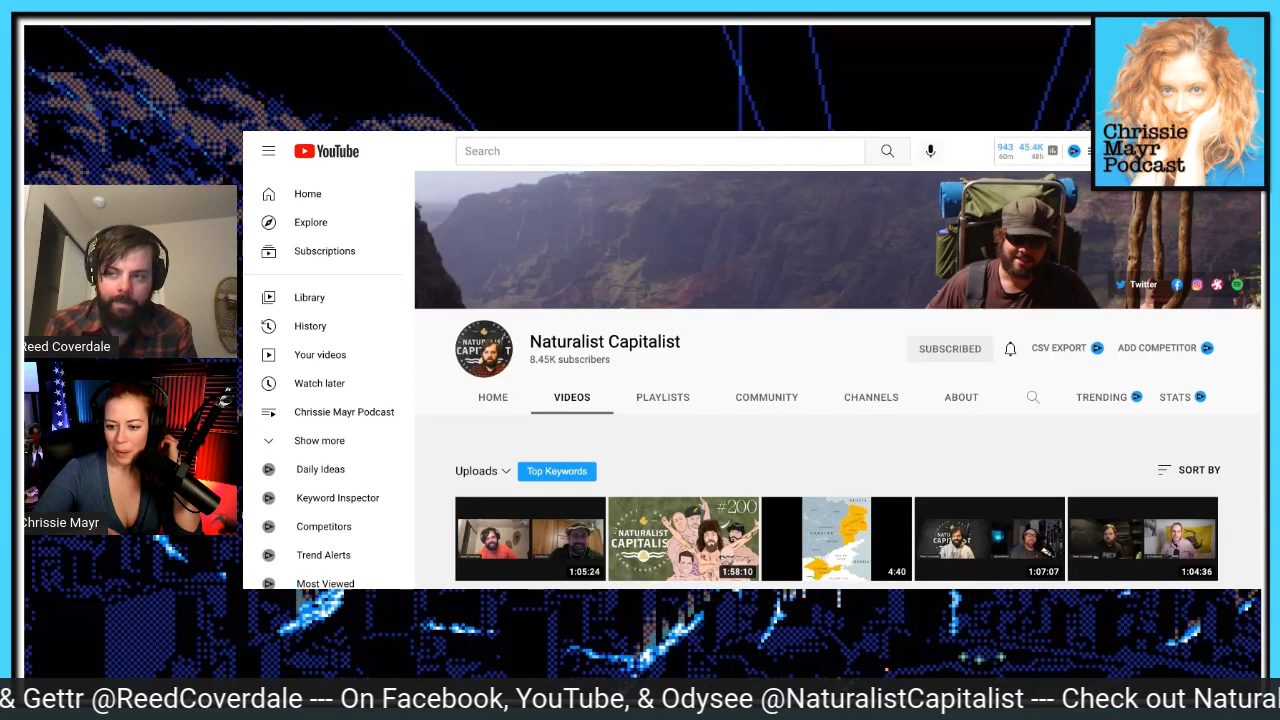 Chrissie
Mayr
Podcast
YouTube
Search
943 45.4K
60m 48h
Home
Explore
Subscriptions
Library
History
Your videos
Watch later
Chrissie Mayr Podcast
Show more
Daily Ideas
Keyword Inspector
Competitors
Trend Alerts
Most Viewed
Twitter
Naturalist Capitalist
8.45K subscribers
SUBSCRIBED
CSV EXPORT
ADD COMPETITOR
HOME VIDEOS PLAYLISTS COMMUNITY CHANNELS ABOUT TRENDING STATS
Uploads Top Keywords SORT BY
#200
NATURALIST
CAPITALIST
1:05:24 1:58:10 4:40 1:07:07 1:04:36
Reed Coverdale
Chrissie Mayr
& Gettr @ReedCoverdale --- On Facebook, YouTube, & Odysee @NaturalistCapitalist --- Check out Natural